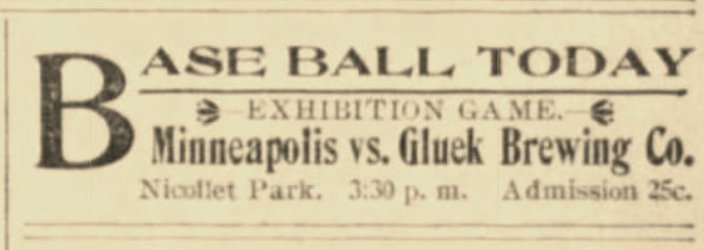 BASE BALL TODAY
EXHIBITION GAME.
Minneapolis vs. Gluek Brewing Co.
Nicollet Park. 3:30 p. m. Admission 25c.